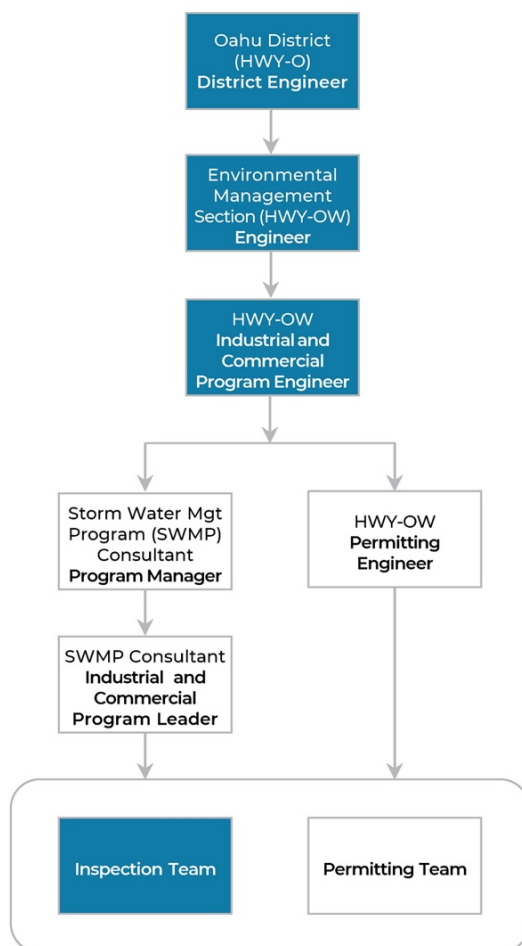 Oahu District
(HWY-O)
District Engineer
Environmental
Management
Section (HWY-OW)
Engineer
HWY-OW
Industrial and
Commercial
Program Engineer
Storm Water Mgt
Program (SWMP)
Consultant
Program Manager
HWY-OW
Permitting
Engineer
SWMP Consultant
Industrial and
Commercial
Program Leader
Inspection Team
Permitting Team